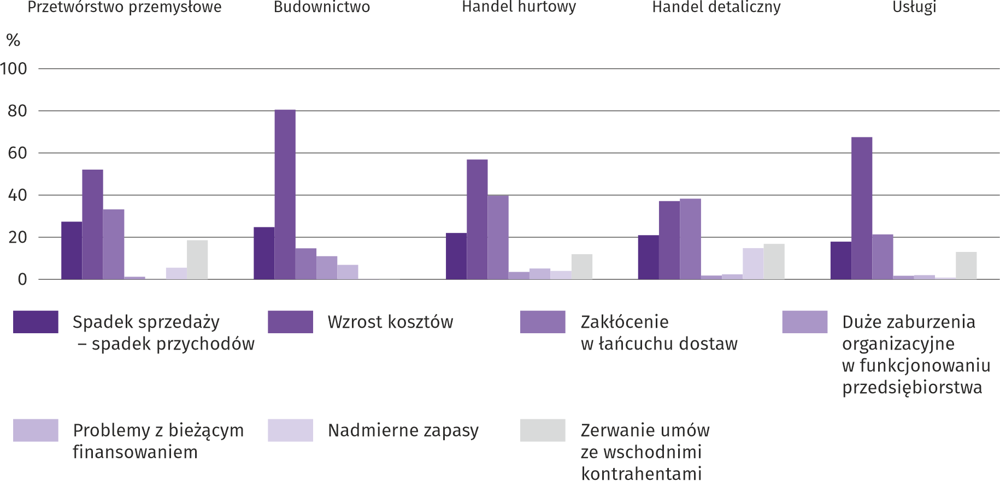 Przetwórstwo przemysłowe Budownictwo Handel hurtowy Handel detaliczny Usługi
%
100
80
60
40
20
0
Spadek sprzedaży
– spadek przychodów
Wzrost kosztów
Zakłócenie
w łańcuchu dostaw
Duże zaburzenia
organizacyjne
w funkcjonowaniu
przedsiębiorstwa
Problemy z bieżącym
finansowaniem
Nadmierne zapasy
Zerwanie umów
ze wschodnimi
kontrahentami